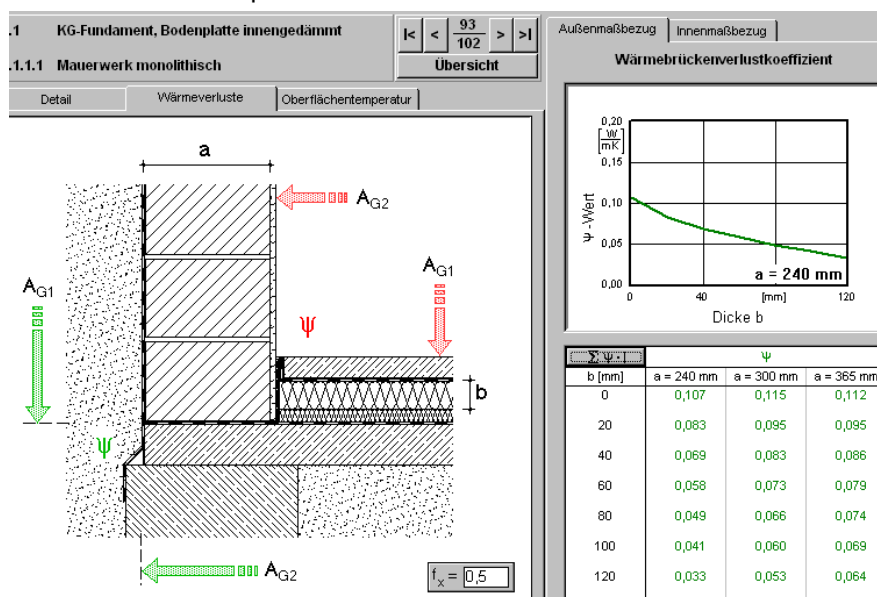 .1 KG-Fundament, Bodenplatte innengedämmt
.1.1.1 Mauerwerk monolithisch
|< < 93 > >|
102
Übersicht
Detail Wärmeverluste Oberflächentemperatur
a
A G2
A G1
A G1
ψ
b
ψ
A G2
f x = 0,5
Außenmaßbezug Innenmaßbezug
Wärmebrückenverlustkoeffizient
0,20
[W/mK]
0,15
0,10
0,05
0,00
ψ -Wert
a = 240 mm
0 40 [mm] 120
Dicke b
∑ ψ · l ψ
b [mm] a = 240 mm a = 300 mm a = 365 mm
0 0,107 0,115 0,112
20 0,083 0,095 0,095
40 0,069 0,083 0,086
60 0,058 0,073 0,079
80 0,049 0,066 0,074
100 0,041 0,060 0,069
120 0,033 0,053 0,064